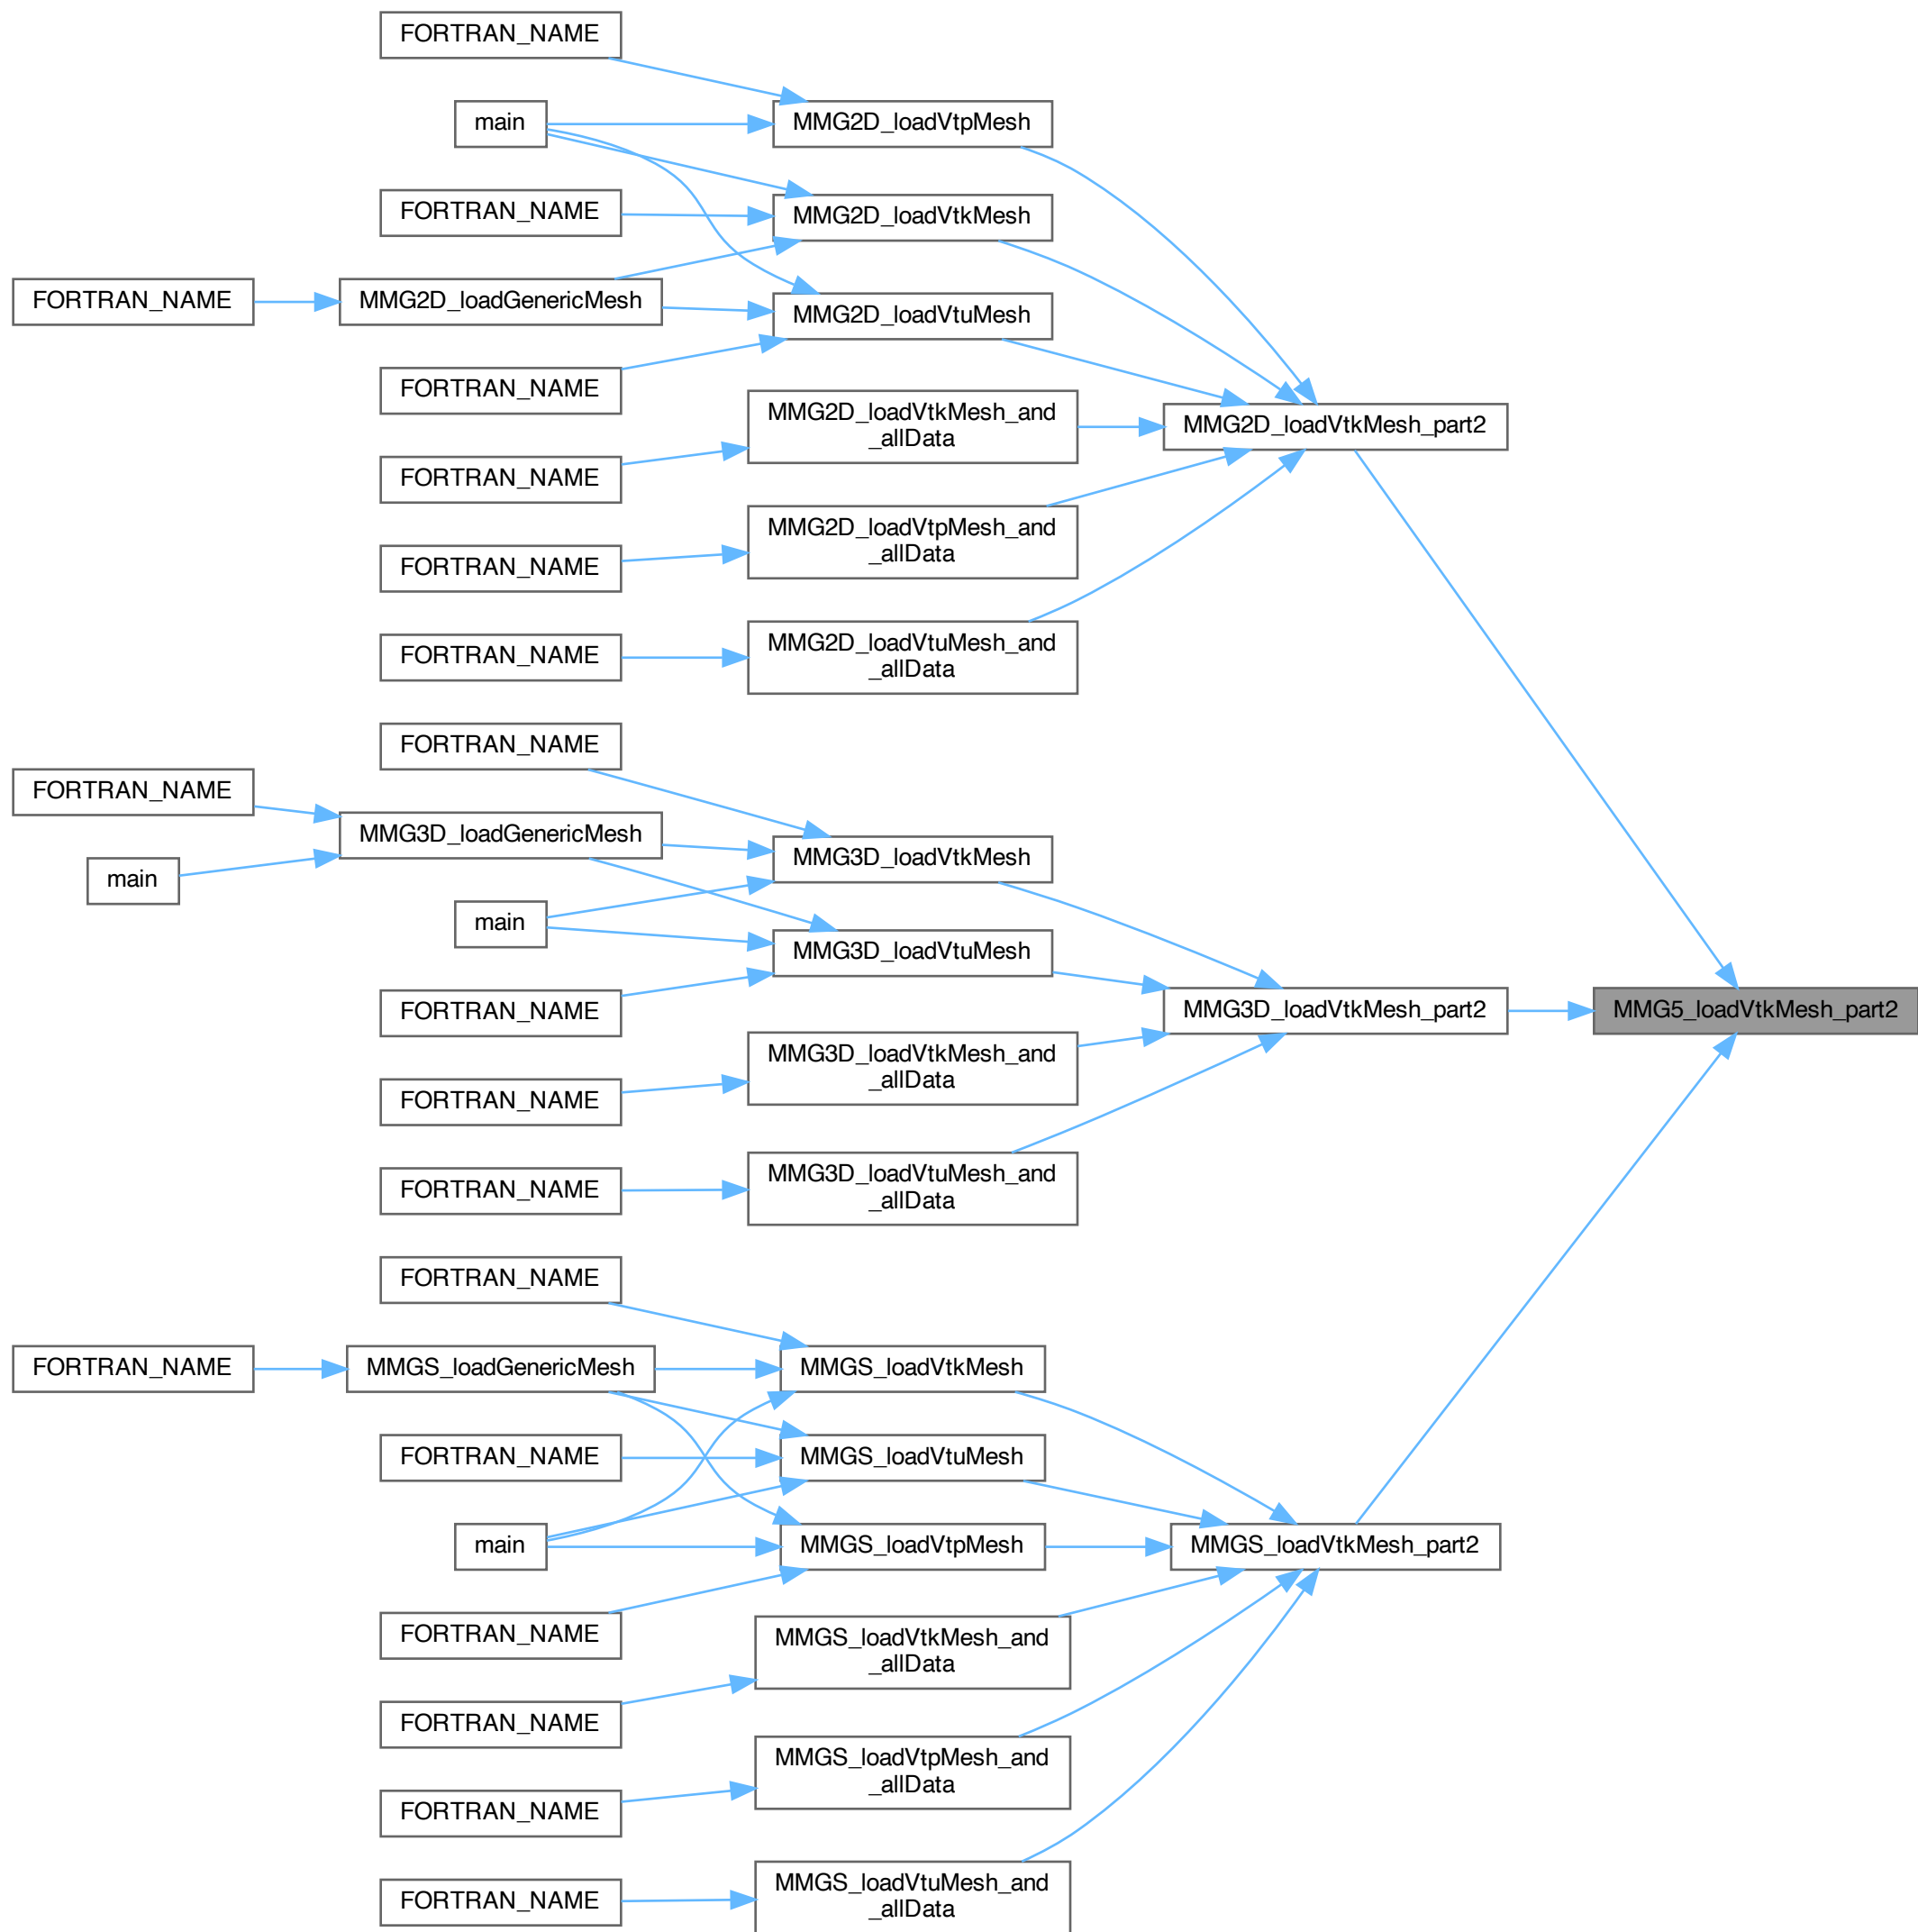 FORTRAN_NAME
main
MMG2D_loadVtpMesh
FORTRAN_NAME
MMG2D_loadVtkMesh
FORTRAN_NAME
MMG2D_loadGenericMesh
MMG2D_loadVtuMesh
FORTRAN_NAME
MMG2D_loadVtkMesh_and
_allData
MMG2D_loadVtkMesh_part2
FORTRAN_NAME
MMG2D_loadVtpMesh_and
_allData
FORTRAN_NAME
MMG2D_loadVtuMesh_and
_allData
FORTRAN_NAME
FORTRAN_NAME
FORTRAN_NAME
MMG3D_loadGenericMesh
MMG3D_loadVtkMesh
main
main
MMG3D_loadVtuMesh
FORTRAN_NAME
MMG3D_loadVtkMesh_part2
MMG5_loadVtkMesh_part2
MMG3D_loadVtkMesh_and
_allData
FORTRAN_NAME
MMG3D_loadVtuMesh_and
_allData
FORTRAN_NAME
FORTRAN_NAME
FORTRAN_NAME
MMGS_loadGenericMesh
MMGS_loadVtkMesh
FORTRAN_NAME
MMGS_loadVtuMesh
main
MMGS_loadVtpMesh
MMGS_loadVtkMesh_part2
FORTRAN_NAME
MMGS_loadVtkMesh_and
_allData
FORTRAN_NAME
MMGS_loadVtpMesh_and
_allData
FORTRAN_NAME
MMGS_loadVtuMesh_and
_allData
FORTRAN_NAME